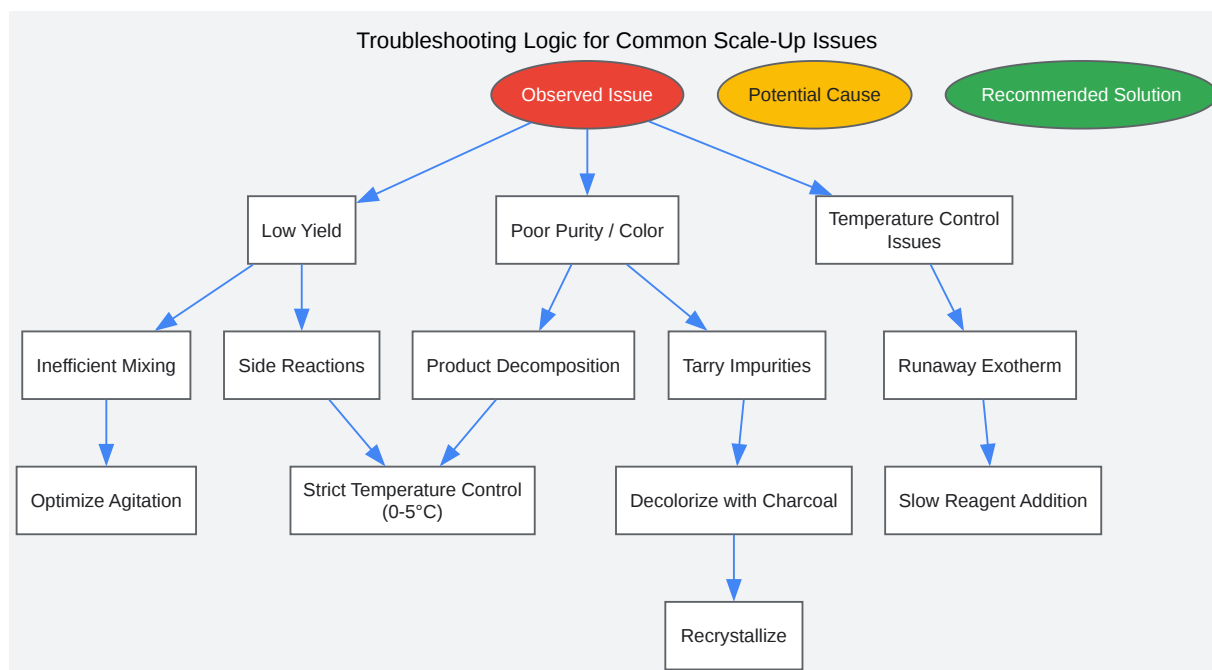 Troubleshooting Logic for Common Scale-Up Issues
Observed Issue
Potential Cause
Recommended Solution
Low Yield
Poor Purity / Color
Temperature Control
Issues
Inefficient Mixing
Side Reactions
Product Decomposition
Tarry Impurities
Runaway Exotherm
Optimize Agitation
Strict Temperature Control
(0-5°C)
Decolorize with Charcoal
Slow Reagent Addition
Recrystallize